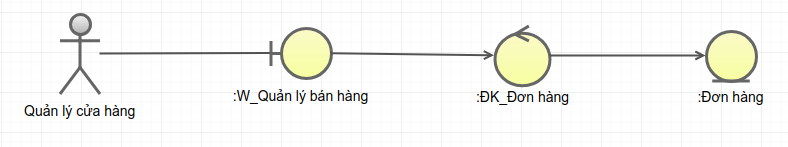 Quản lý cửa hàng
:W_Quản lý bán hàng
:ĐK_Đơn hàng
:Đơn hàng